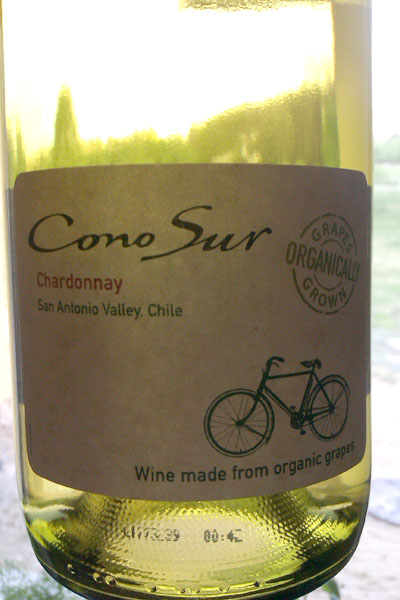 Cono Sur
GRAPES
ORGANICALLY
GROWN
Chardonnay
San Antonio Valley, Chile
Wine made from organic grapes
00:42